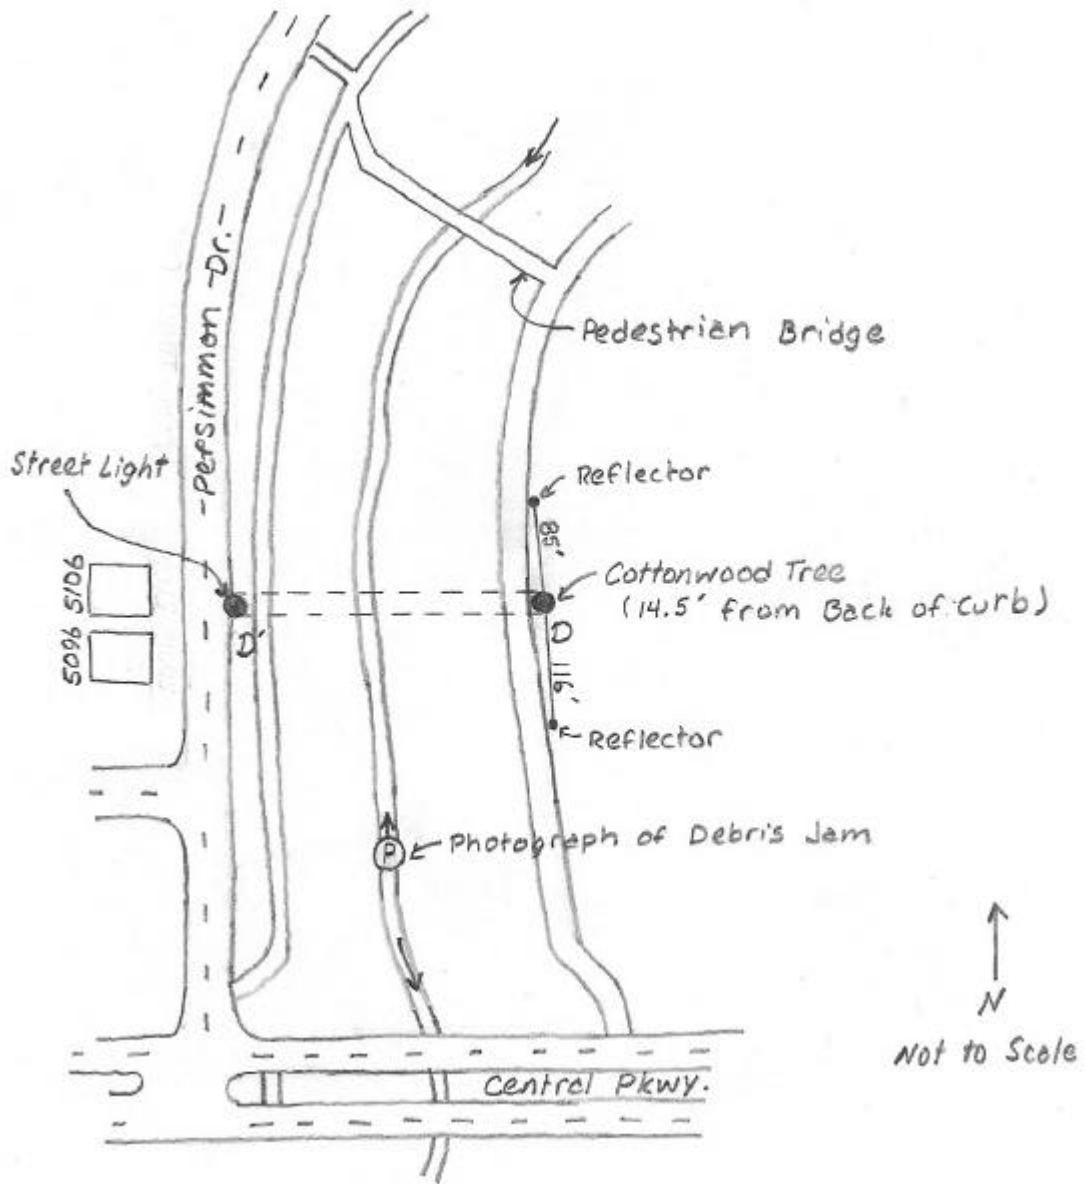 -Persimmon -Dr.-
Pedestrian Bridge
Street Light
Reflector
85'
5106
Cottonwood Tree
(14.5' from Back of Curb)
D'
D
5096
116'
Reflector
P
Photograph of Debris Jam
N
Not to Scale
Central Pkwy.